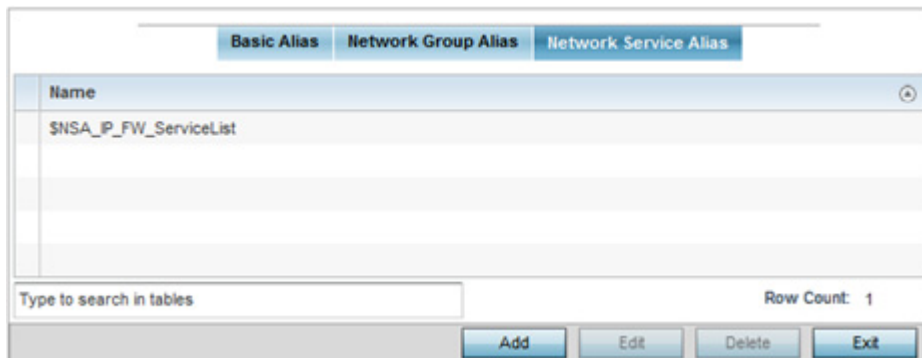 Basic Alias Network Group Alias Network Service Alias
Name
$NSA_IP_FW_ServiceList
Type to search in tables Row Count: 1
Add Edit Delete Exit